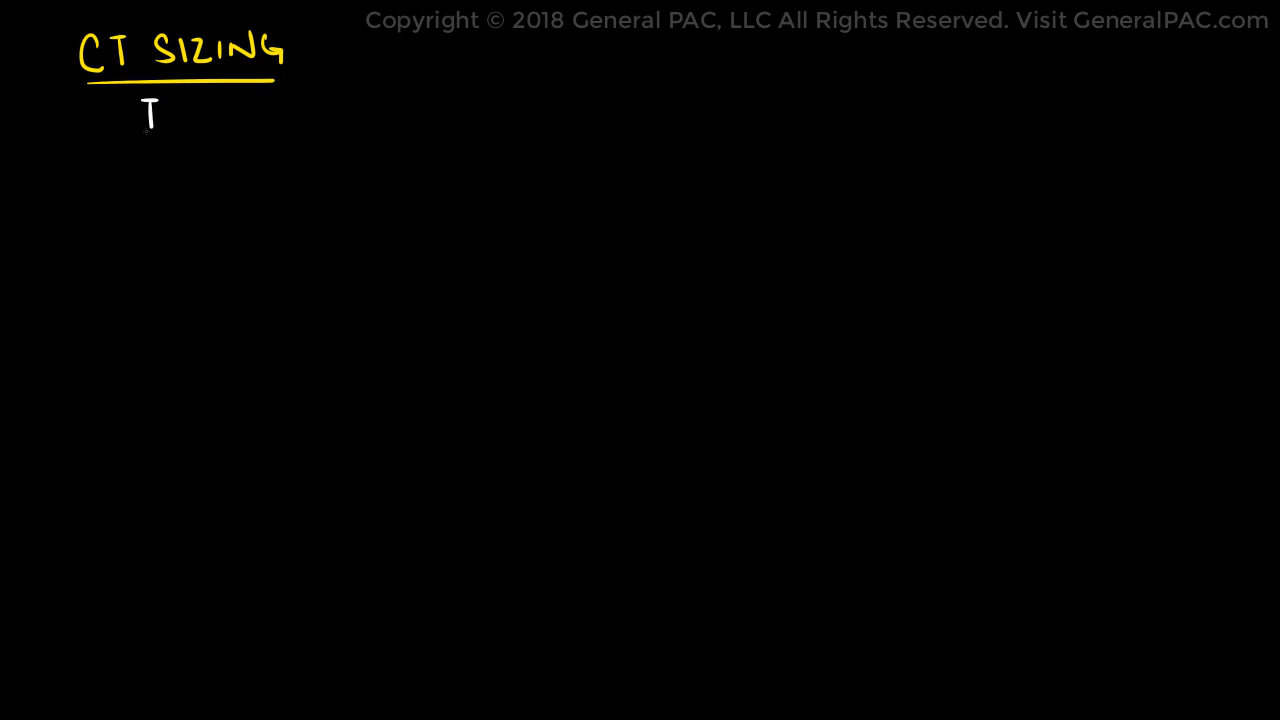 Copyright © 2018 General PAC, LLC All Rights Reserved. Visit GeneralPAC.com
CT SIZING
T